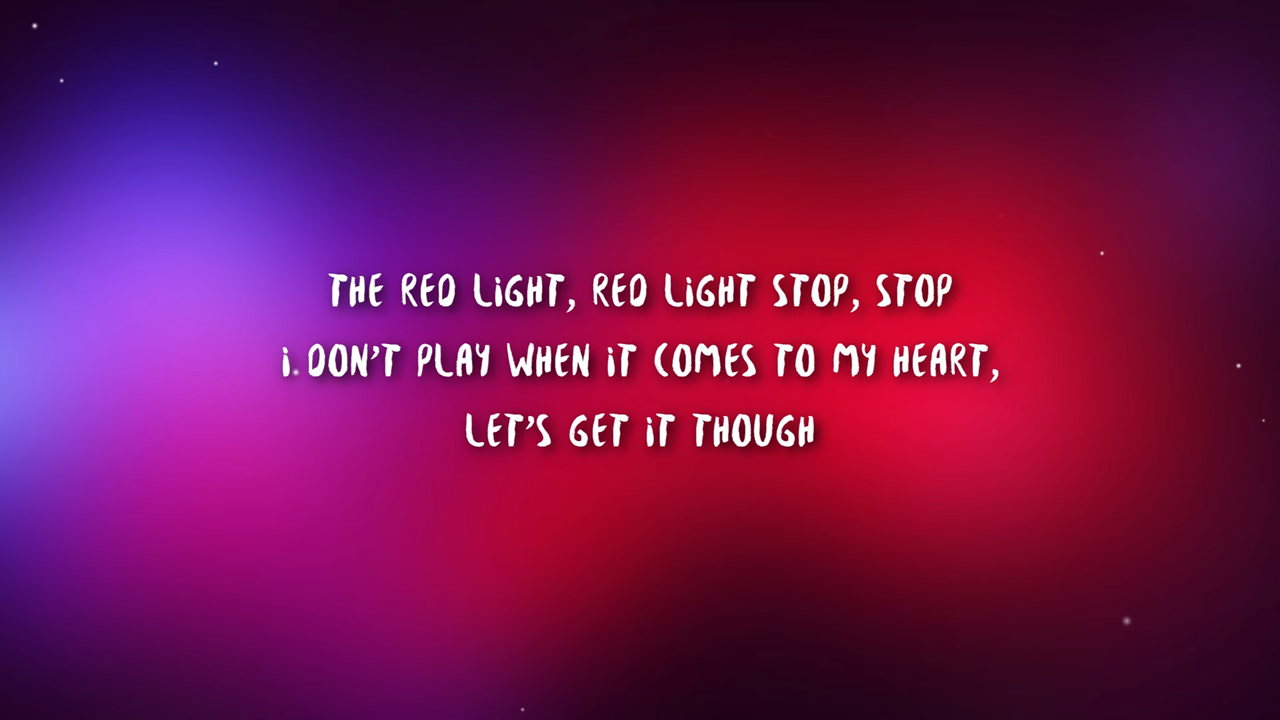 THE RED LiGHT, RED LiGHT STOP, STOP
i DON'T PLAY WHEN iT COMES TO MY HEART,
LET'S GET iT THOUGH